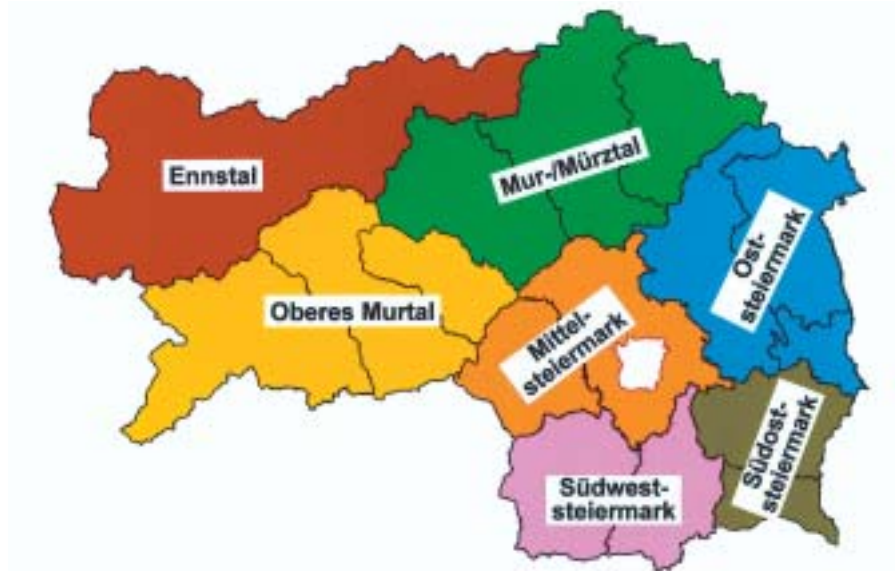 Ennstal
Mur-/Mürztal
Ost-
steiermark
Oberes Murtal
Mittel-
steiermark
Südost-
steiermark
Südwest-
steiermark